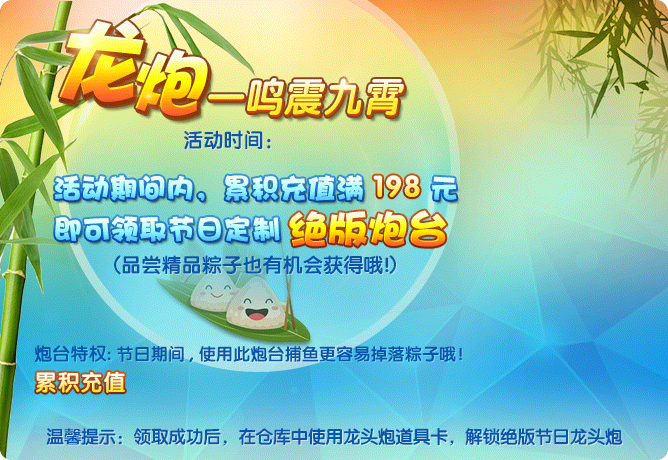 龙炮一鸣震九霄
活动时间：
活动期间内，累积充值满 198 元
即可领取节日定制 绝版炮台
（品尝精品粽子也有机会获得哦!）
炮台特权: 节日期间，使用此炮台捕鱼更容易掉落粽子哦!
累积充值
温馨提示：领取成功后，在仓库中使用龙头炮道具卡，解锁绝版节日龙头炮